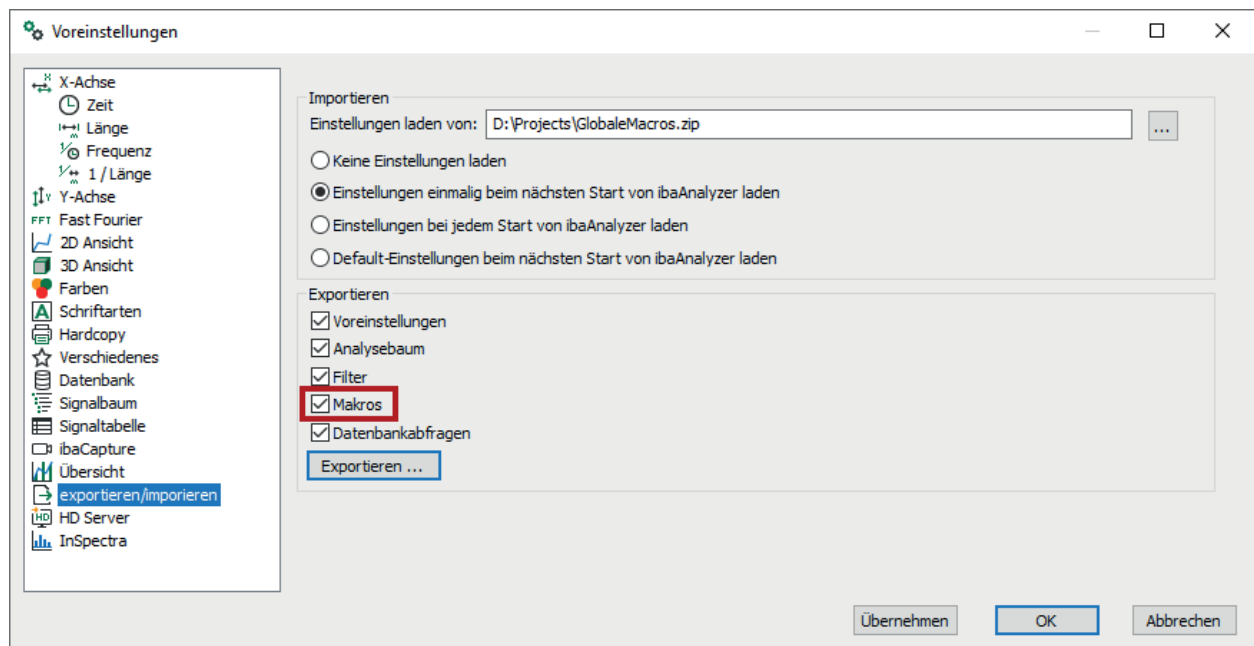 Voreinstellungen
X-Achse
Zeit
Länge
Frequenz
1 / Länge
Y-Achse
FFT Fast Fourier
2D Ansicht
3D Ansicht
Farben
Schriftarten
Hardcopy
Verschiedenes
Datenbank
Signalbaum
Signaltabelle
ibaCapture
Übersicht
exportieren/imporieren
HD Server
InSpectra
Importieren
Einstellungen laden von: D:\Projects\GlobaleMacros.zip ...
Keine Einstellungen laden
Einstellungen einmalig beim nächsten Start von ibaAnalyzer laden
Einstellungen bei jedem Start von ibaAnalyzer laden
Default-Einstellungen beim nächsten Start von ibaAnalyzer laden
Exportieren
Voreinstellungen
Analysebaum
Filter
Makros
Datenbankabfragen
Exportieren ...
Übernehmen OK Abbrechen